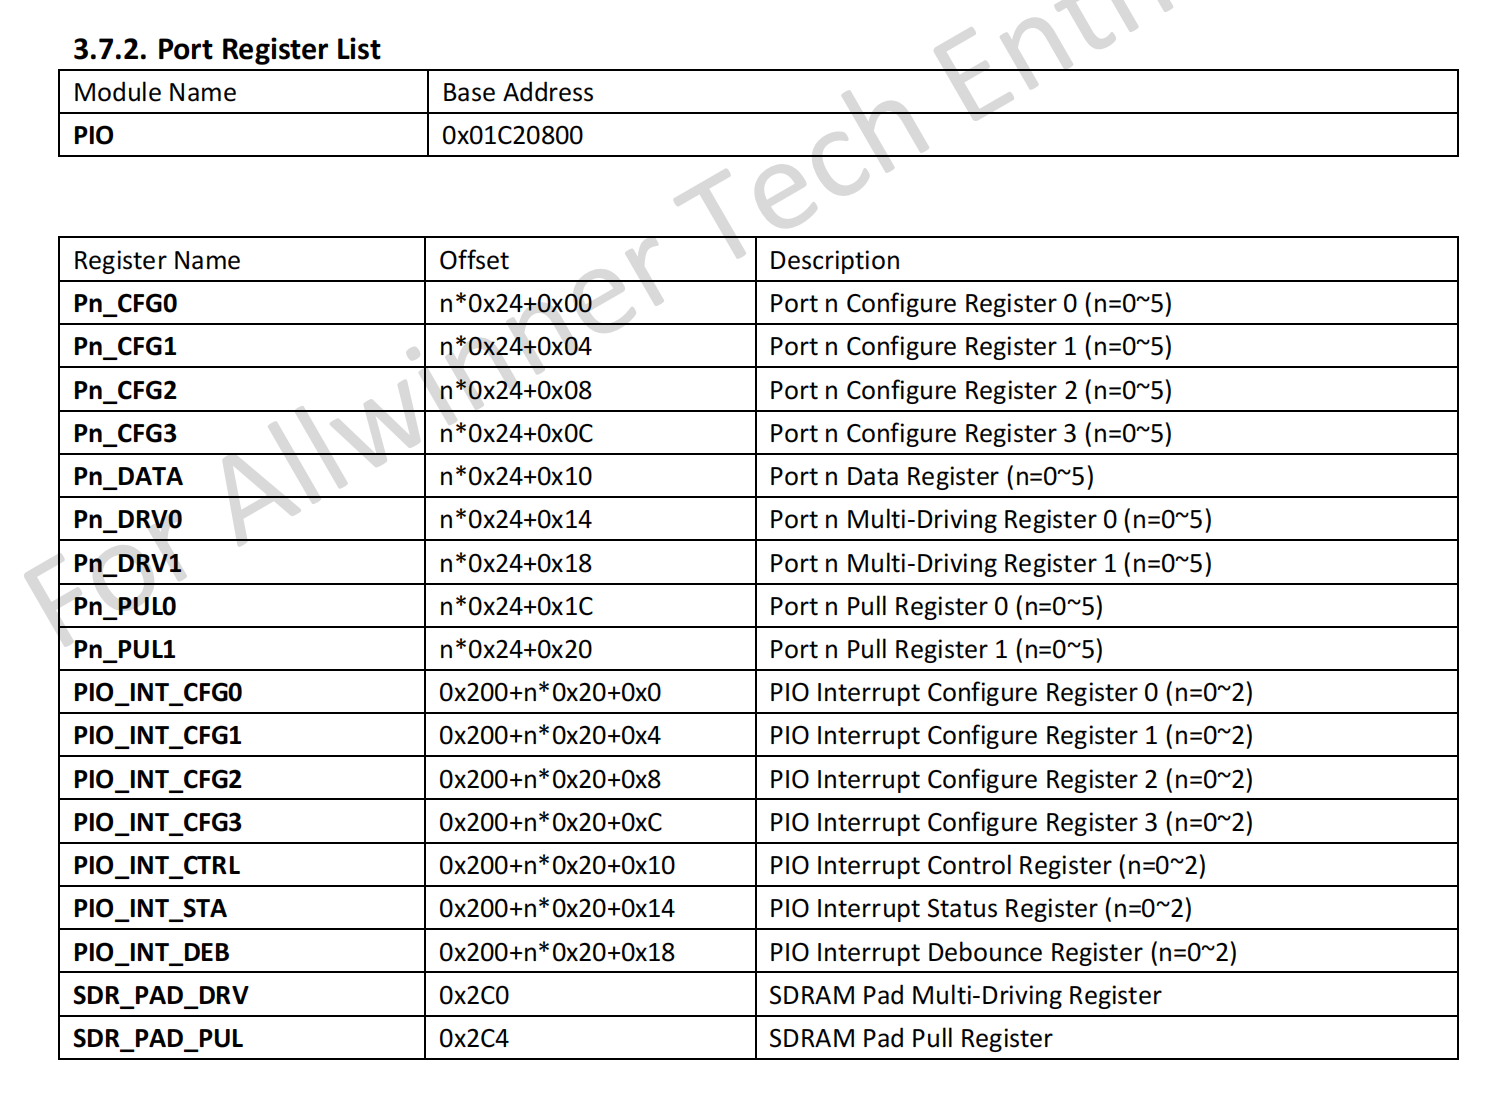 3.7.2. Port Register List
Module Name Base Address
PIO 0x01C20800
Register Name Offset Description
Pn_CFG0 n*0x24+0x00 Port n Configure Register 0 (n=0~5)
Pn_CFG1 n*0x24+0x04 Port n Configure Register 1 (n=0~5)
Pn_CFG2 n*0x24+0x08 Port n Configure Register 2 (n=0~5)
Pn_CFG3 n*0x24+0x0C Port n Configure Register 3 (n=0~5)
Pn_DATA n*0x24+0x10 Port n Data Register (n=0~5)
Pn_DRV0 n*0x24+0x14 Port n Multi-Driving Register 0 (n=0~5)
Pn_DRV1 n*0x24+0x18 Port n Multi-Driving Register 1 (n=0~5)
Pn_PUL0 n*0x24+0x1C Port n Pull Register 0 (n=0~5)
Pn_PUL1 n*0x24+0x20 Port n Pull Register 1 (n=0~5)
PIO_INT_CFG0 0x200+n*0x20+0x0 PIO Interrupt Configure Register 0 (n=0~2)
PIO_INT_CFG1 0x200+n*0x20+0x4 PIO Interrupt Configure Register 1 (n=0~2)
PIO_INT_CFG2 0x200+n*0x20+0x8 PIO Interrupt Configure Register 2 (n=0~2)
PIO_INT_CFG3 0x200+n*0x20+0xC PIO Interrupt Configure Register 3 (n=0~2)
PIO_INT_CTRL 0x200+n*0x20+0x10 PIO Interrupt Control Register (n=0~2)
PIO_INT_STA 0x200+n*0x20+0x14 PIO Interrupt Status Register (n=0~2)
PIO_INT_DEB 0x200+n*0x20+0x18 PIO Interrupt Debounce Register (n=0~2)
SDR_PAD_DRV 0x2C0 SDRAM Pad Multi-Driving Register
SDR_PAD_PUL 0x2C4 SDRAM Pad Pull Register
For Allwinner Tech